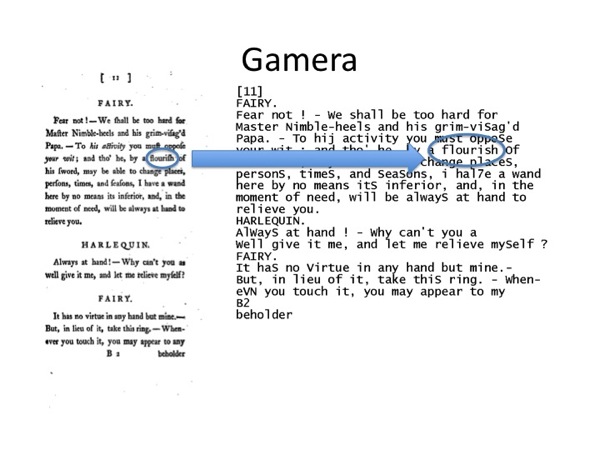 Gamera
[ 11 ]
FAIRY.
Fear not !—We ſhall be too hard for
Maſter Nimble-heels and his grim-viſag'd
Papa. —To his activity you muſt oppoſe
your wit; and tho' he, by a flouriſh of
his ſword, may be able to change places,
perſons, times, and ſeaſons, I have a wand
here by no means its inferior, and, in the
moment of need, will be always at hand to
relieve you.
HARLEQUIN.
Always at hand!—Why can't you as
well give it me, and let me relieve myſelf?
FAIRY.
It has no virtue in any hand but mine.—
But, in lieu of it, take this ring. —When-
ever you touch it, you may appear to any
B 2 beholder
[11]
FAIRY.
Fear not ! - We shall be too hard for
Master Nimble-heels and his grim-viSag'd
Papa. - To hij activity you must oppoSe
your wit ; and tho' he, a flourish Of
change placeS,
personS, timeS, and SeaSons, i hal7e a wand
here by no means itS inferior, and, in the
moment of need, will be alwayS at hand to
relieve you.
HARLEQUIN.
AlWayS at hand ! - Why can't you a
Well give it me, and let me relieve mySelf ?
FAIRY.
It haS no Virtue in any hand but mine.-
But, in lieu of it, take thiS ring. - When-
eVN you touch it, you may appear to my
B2
beholder